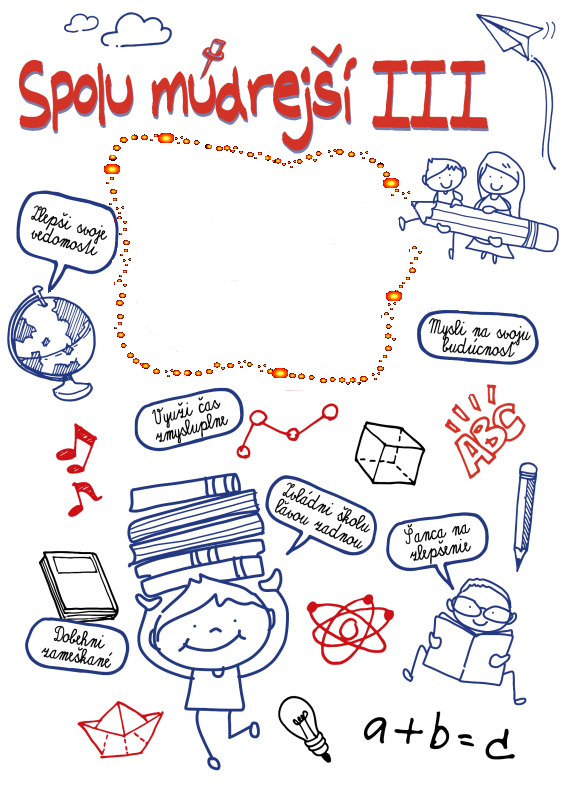 Spolu múdrejší III
Zlepši svoje
vedomosti
Mysli na svoju
budúcnosť
Využi čas
zmysluplne
Zvládni školu
ľavou zadnou
Šanca na
zlepšenie
ABC
Dobehni
zameškané
a+b=c